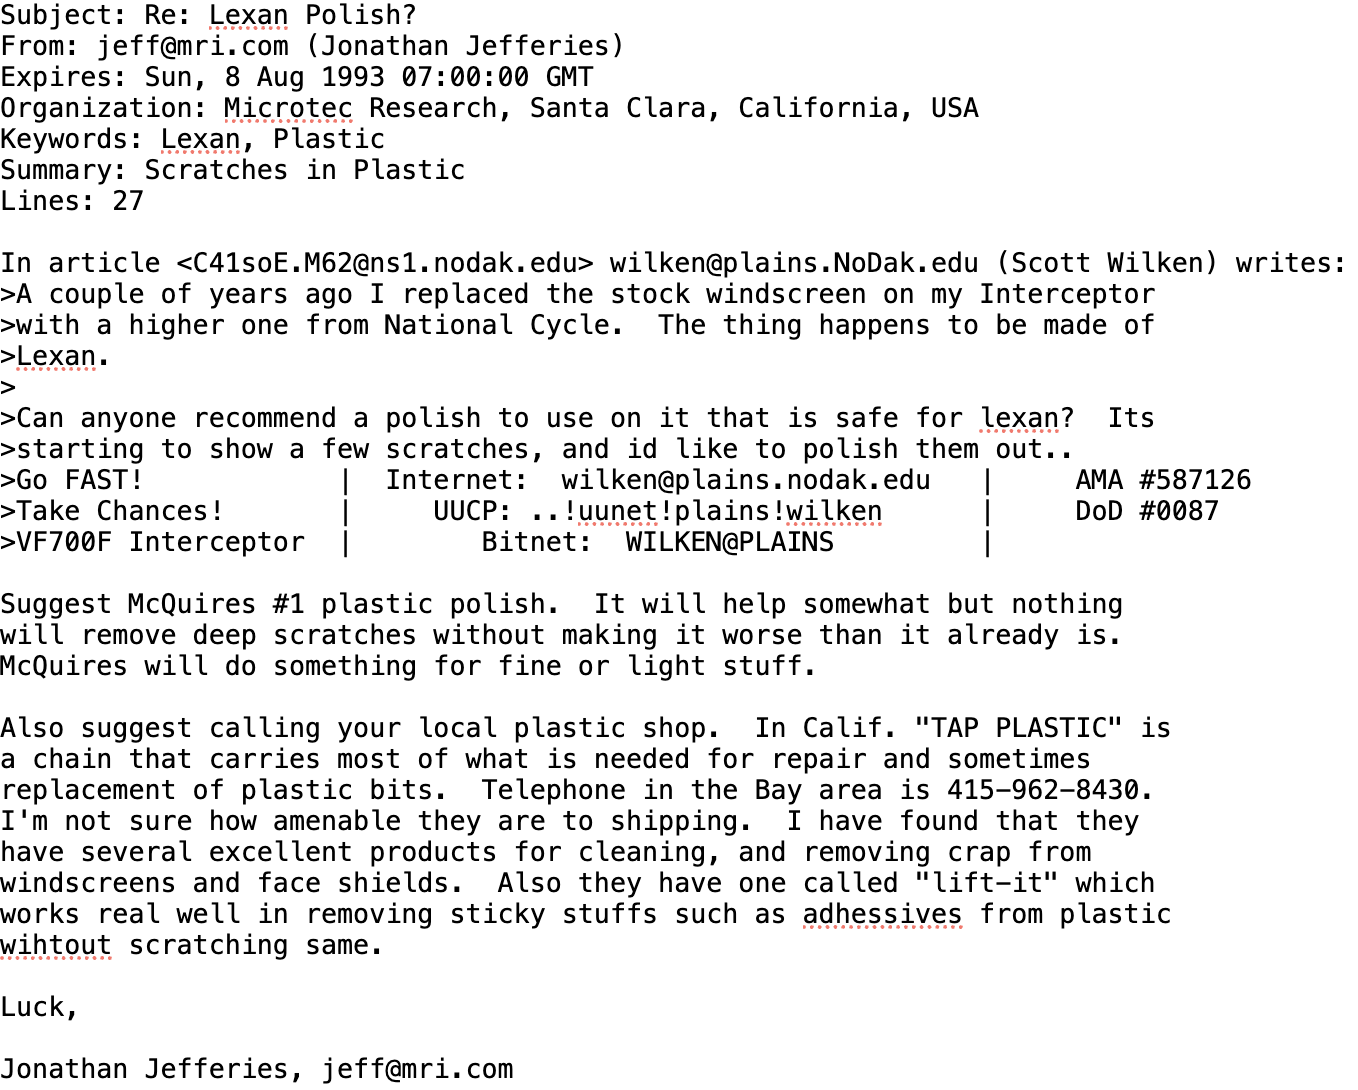 Subject: Re: Lexan Polish?
From: jeff@mri.com (Jonathan Jefferies)
Expires: Sun, 8 Aug 1993 07:00:00 GMT
Organization: Microtec Research, Santa Clara, California, USA
Keywords: Lexan, Plastic
Summary: Scratches in Plastic
Lines: 27

In article <C41soE.M62@ns1.nodak.edu> wilken@plains.NoDak.edu (Scott Wilken) writes:
>A couple of years ago I replaced the stock windscreen on my Interceptor
>with a higher one from National Cycle.  The thing happens to be made of
>Lexan.
>
>Can anyone recommend a polish to use on it that is safe for lexan?  Its
>starting to show a few scratches, and id like to polish them out..
>Go FAST!            |  Internet:  wilken@plains.nodak.edu   |     AMA #587126
>Take Chances!       |     UUCP: ..!uunet!plains!wilken      |     DoD #0087
>VF700F Interceptor  |        Bitnet:  WILKEN@PLAINS         |

Suggest McQuires #1 plastic polish.  It will help somewhat but nothing
will remove deep scratches without making it worse than it already is.
McQuires will do something for fine or light stuff.

Also suggest calling your local plastic shop.  In Calif. "TAP PLASTIC" is
a chain that carries most of what is needed for repair and sometimes
replacement of plastic bits.  Telephone in the Bay area is 415-962-8430.
I'm not sure how amenable they are to shipping.  I have found that they
have several excellent products for cleaning, and removing crap from
windscreens and face shields.  Also they have one called "lift-it" which
works real well in removing sticky stuffs such as adhessives from plastic
wihtout scratching same.

Luck,

Jonathan Jefferies, jeff@mri.com